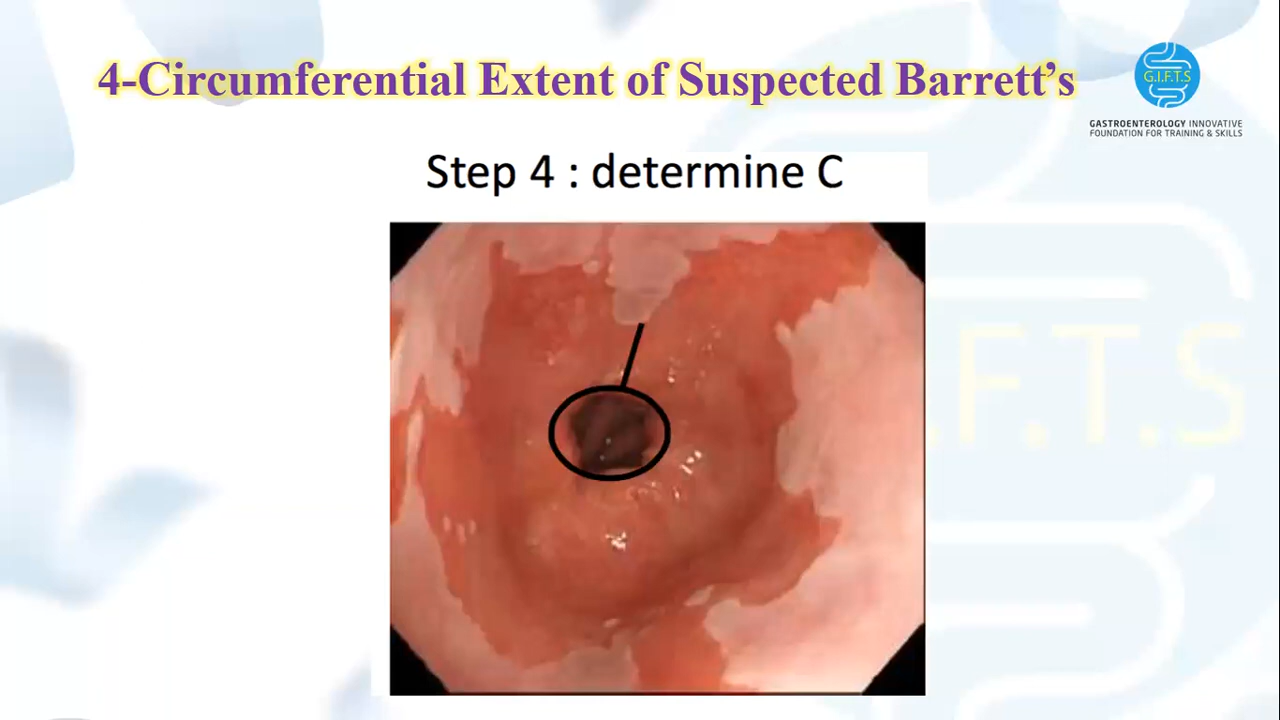 4-Circumferential Extent of Suspected Barrett’s
G.I.F.T.S
GASTROENTEROLOGY INNOVATIVE
FOUNDATION FOR TRAINING & SKILLS
Step 4 : determine C
.F.T.S